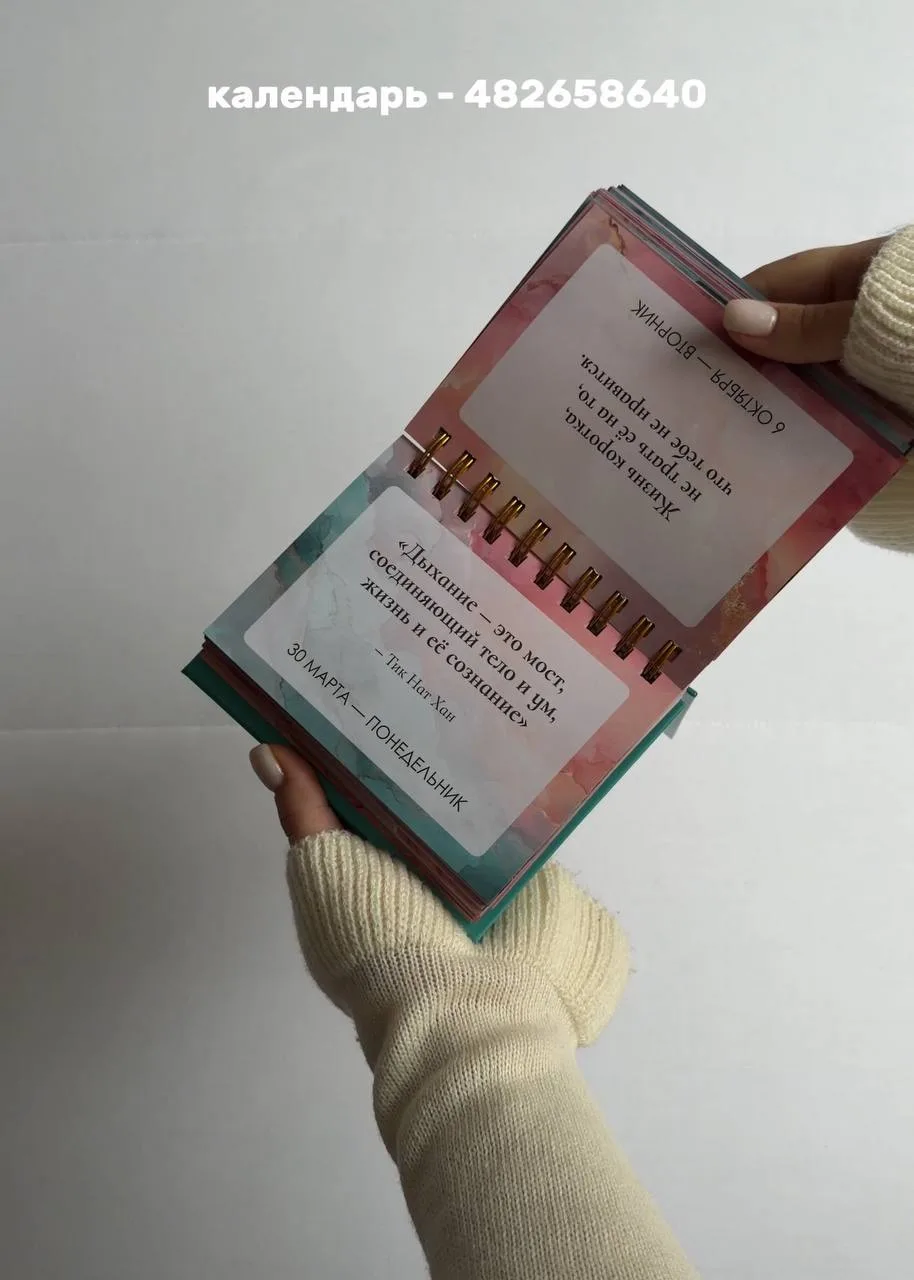 календарь - 482658640
6 ОКТЯБРЯ — ВТОРНИК
Жизнь коротка,
не трать её на то,
что тебе не нравится.
«Дыхание – это мост,
соединяющий тело и ум,
жизнь и её сознание»
– Тик Нат Хан
30 МАРТА — ПОНЕДЕЛЬНИК